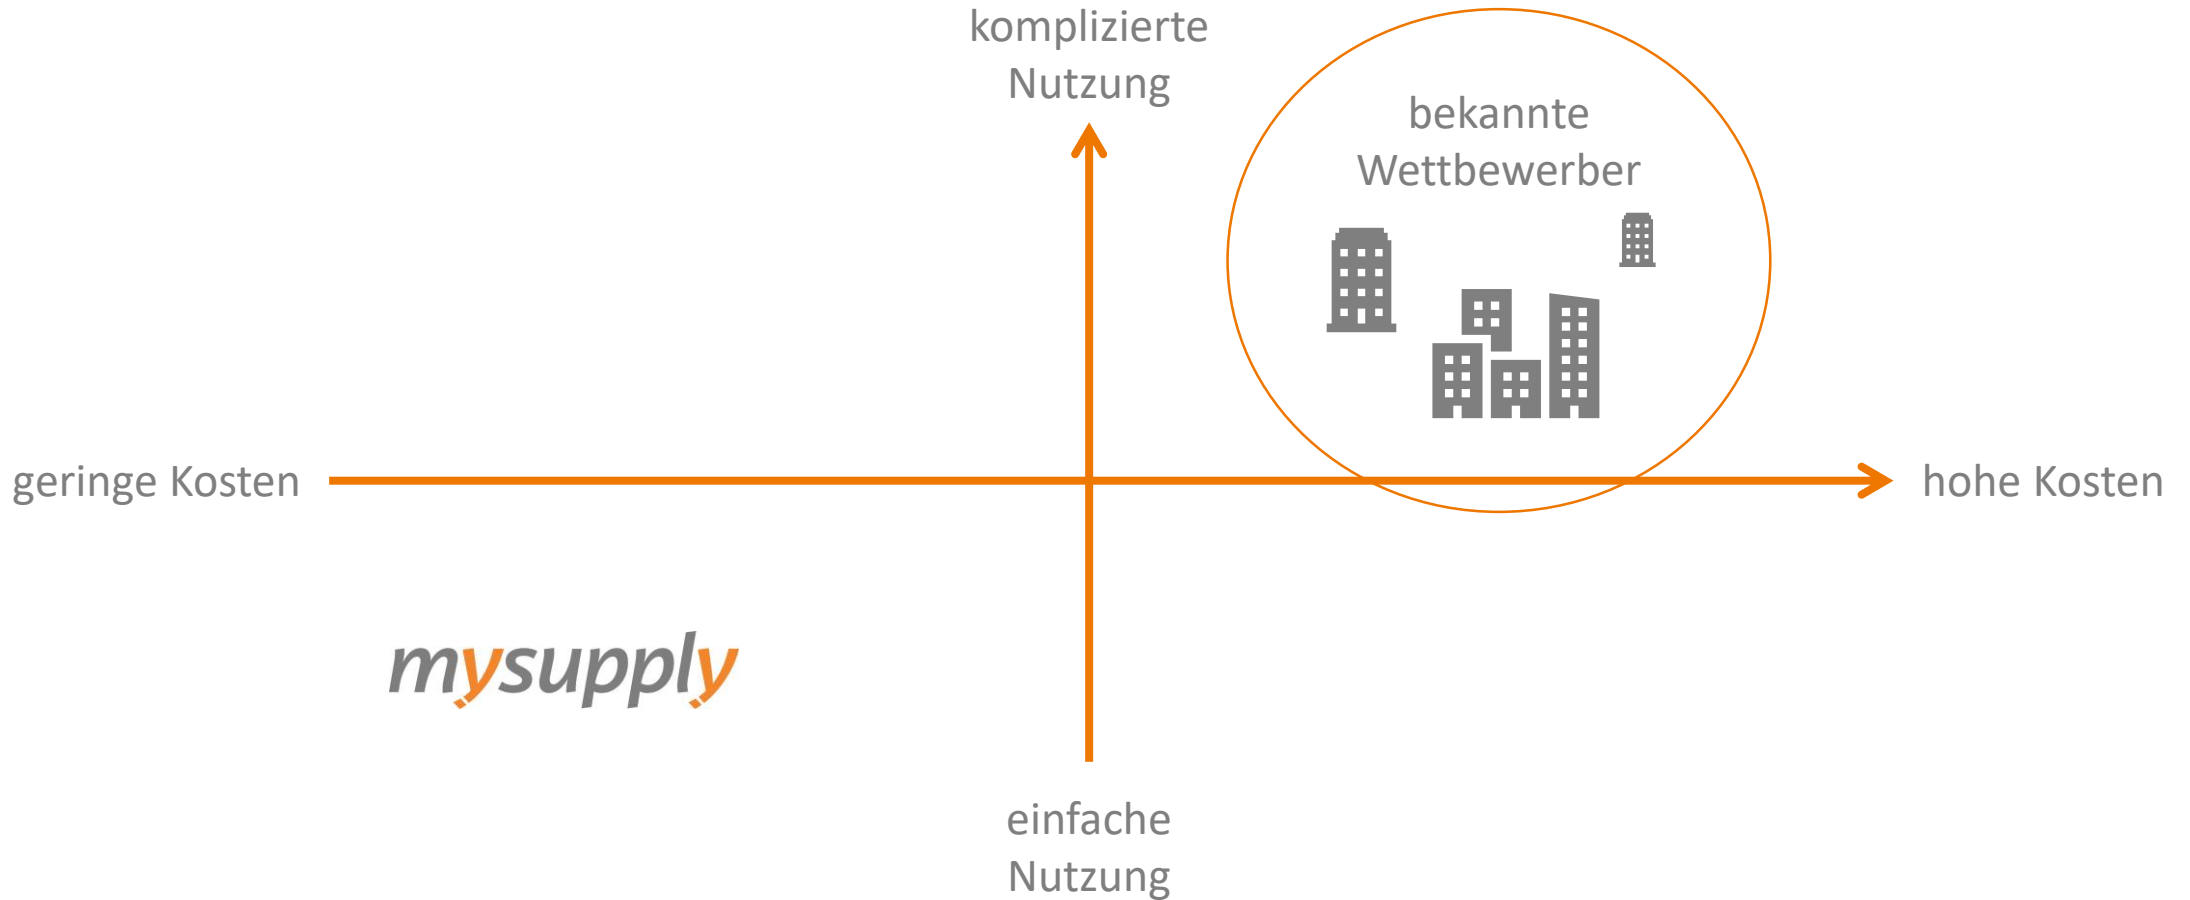 komplizierte
Nutzung
bekannte
Wettbewerber
geringe Kosten
hohe Kosten
mysupply
einfache
Nutzung